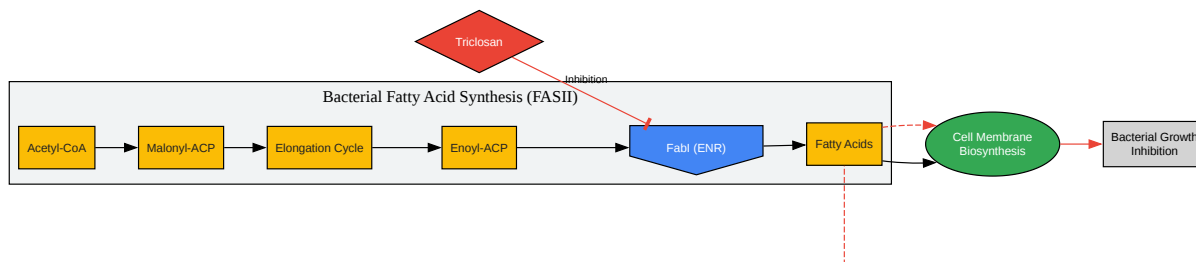 Triclosan
Inhibition
Bacterial Fatty Acid Synthesis (FASII)
Acetyl-CoA
Malonyl-ACP
Elongation Cycle
Enoyl-ACP
FabI (ENR)
Fatty Acids
Cell Membrane
Biosynthesis
Bacterial Growth
Inhibition